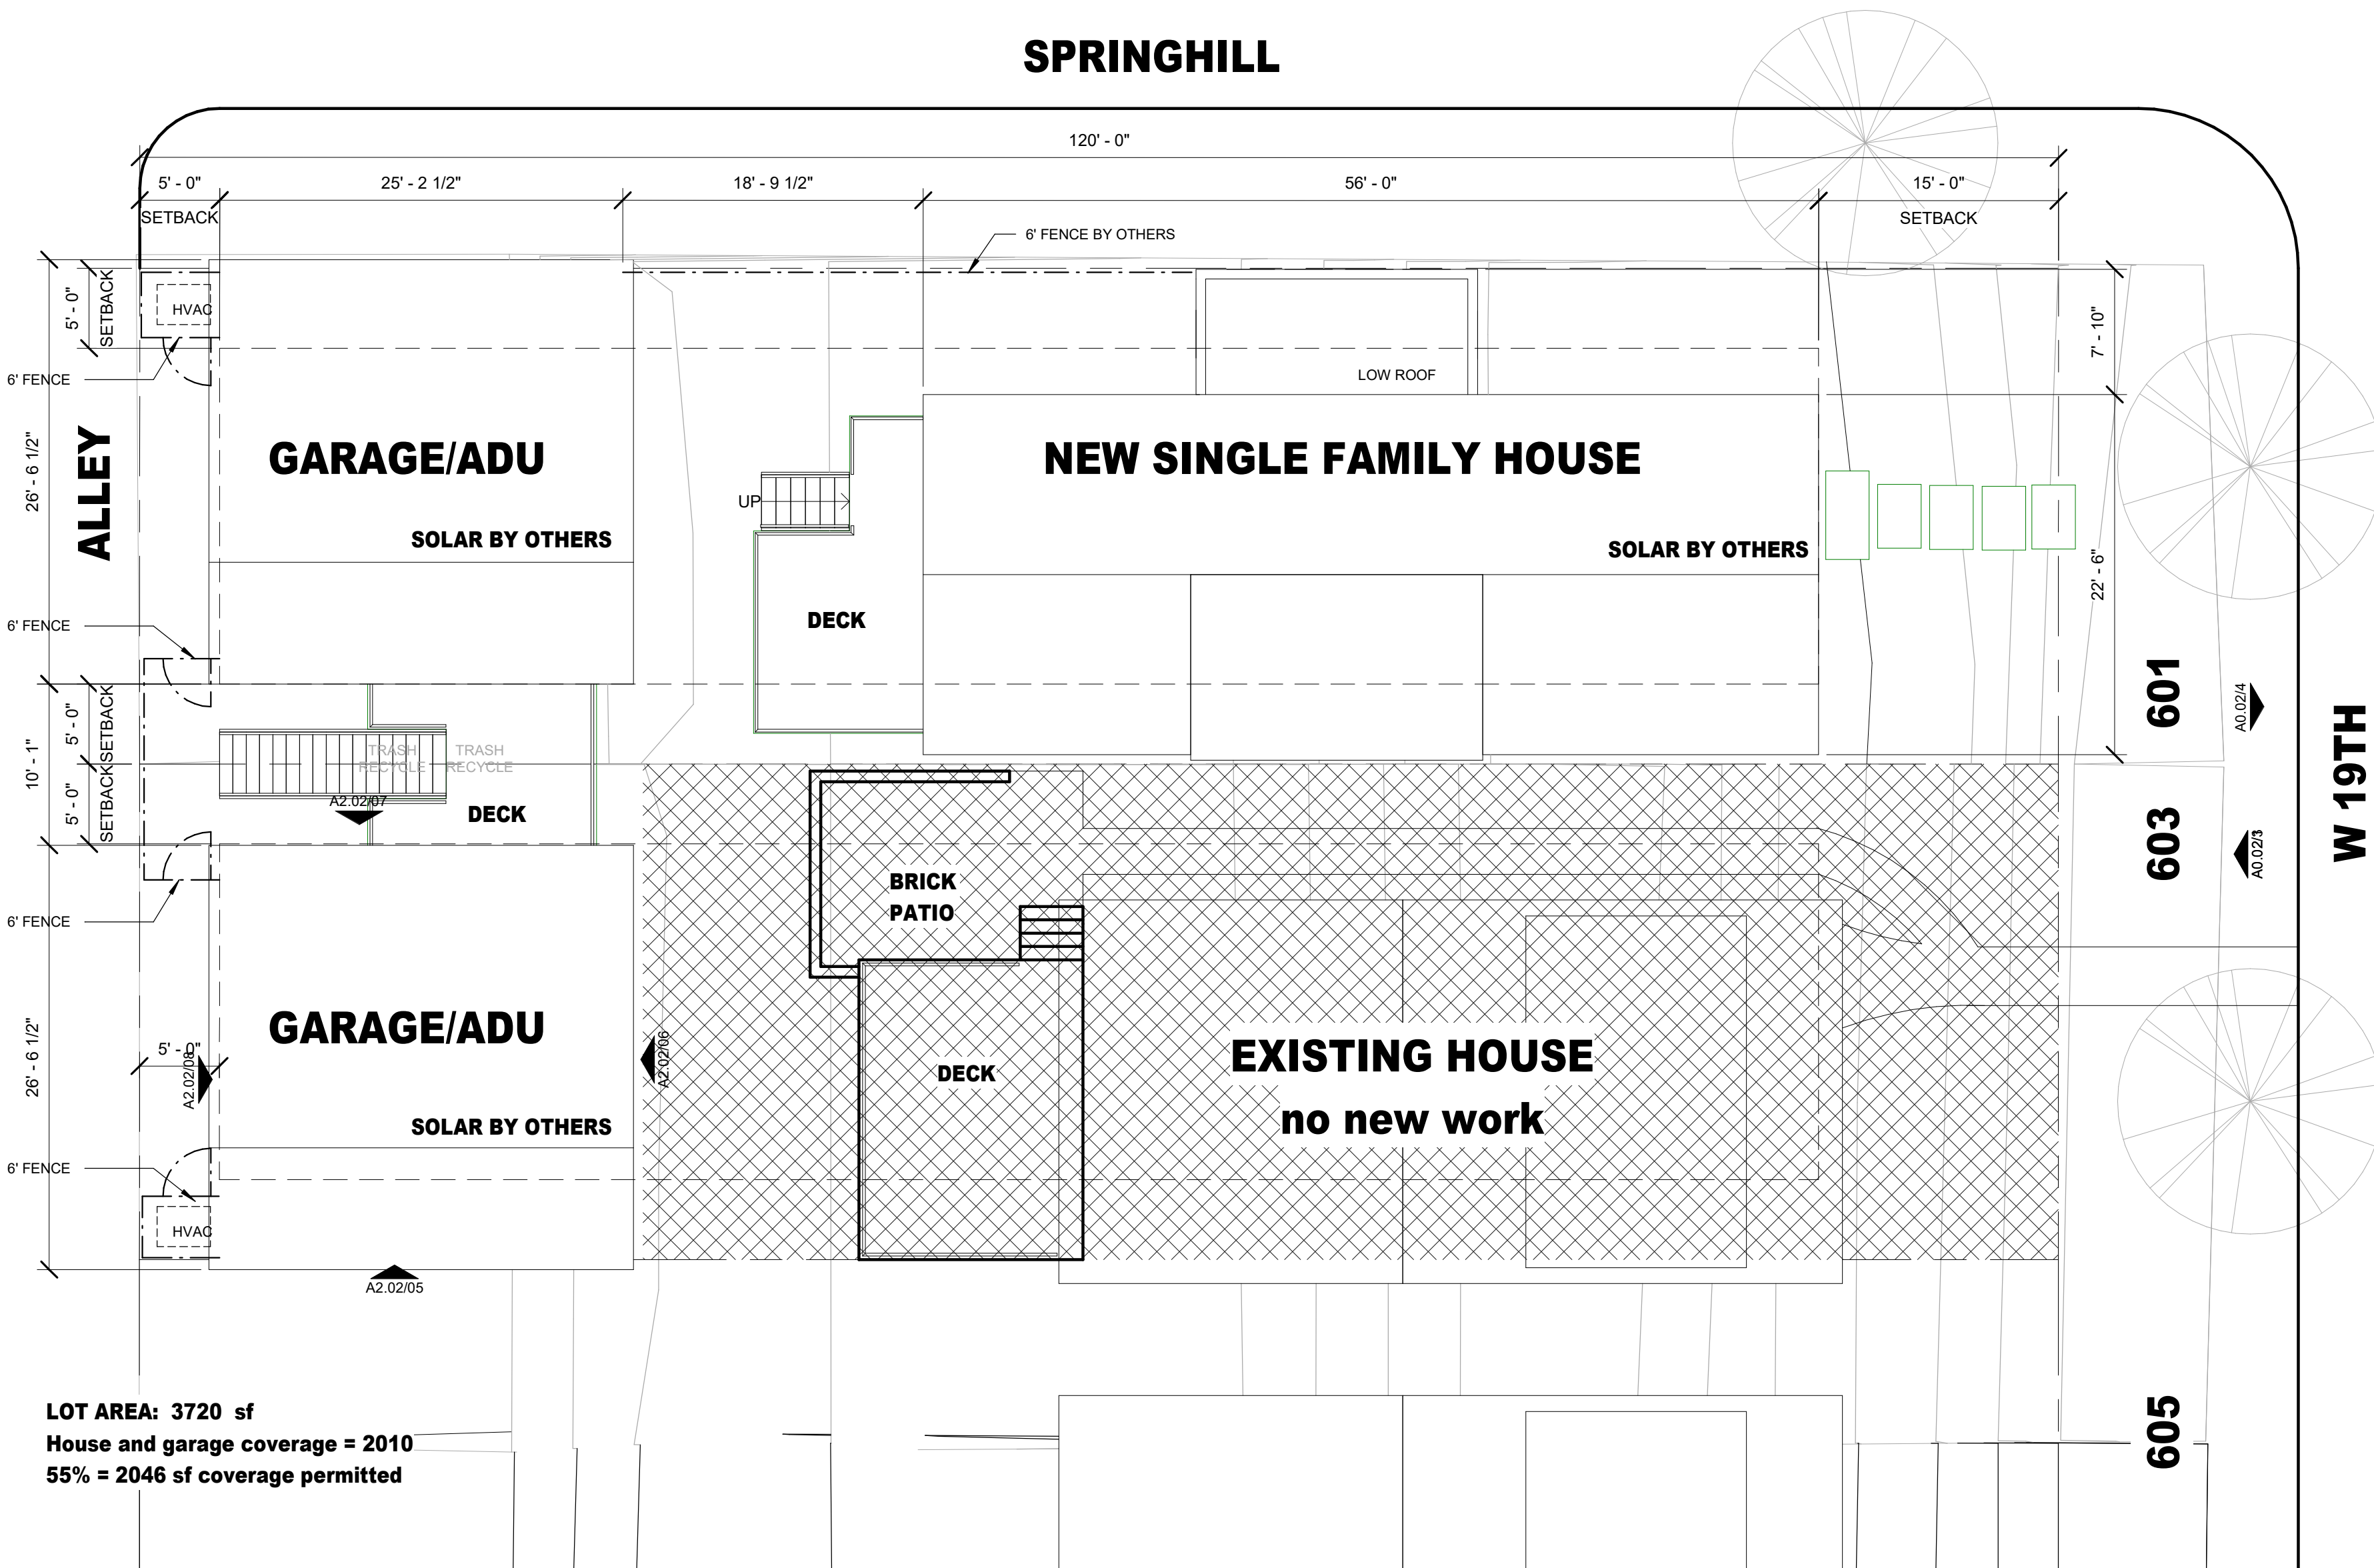 SPRINGHILL
120' - 0"
5' - 0"
25' - 2 1/2"
18' - 9 1/2"
56' - 0"
15' - 0"
SETBACK
SETBACK
6' FENCE BY OTHERS
5' - 0"
SETBACK
HVAC
7' - 10"
6' FENCE
LOW ROOF
26' - 6 1/2"
ALLEY
GARAGE/ADU
NEW SINGLE FAMILY HOUSE
UP
SOLAR BY OTHERS
SOLAR BY OTHERS
22' - 6"
6' FENCE
DECK
601
A0.02/4
W 19TH
10' - 1"
5' - 0"
SETBACK
5' - 0"
SETBACK
TRASH
RECYCLE
TRASH
RECYCLE
A2.02/07
DECK
603
A0.02/3
BRICK
PATIO
6' FENCE
26' - 6 1/2"
GARAGE/ADU
5' - 0"
A2.02/08
A2.02/06
DECK
EXISTING HOUSE
no new work
SOLAR BY OTHERS
6' FENCE
HVAC
A2.02/05
LOT AREA: 3720 sf
House and garage coverage = 2010
55% = 2046 sf coverage permitted
605